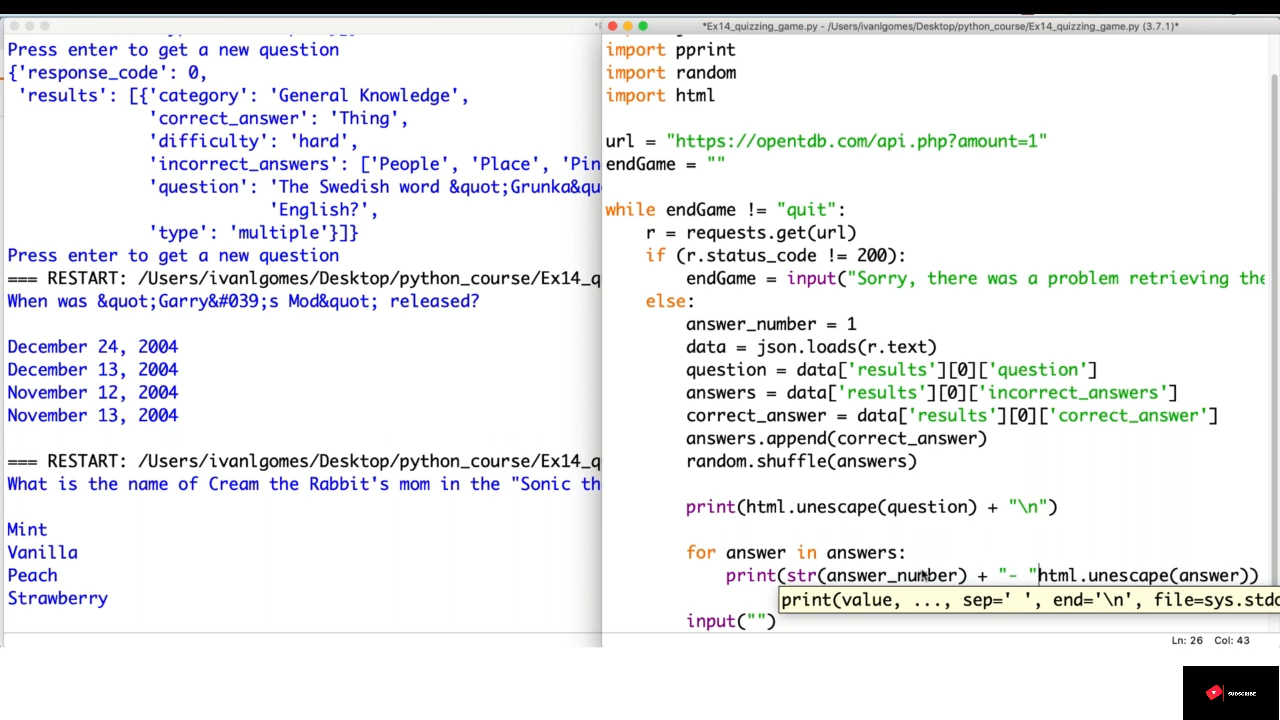 Press enter to get a new question
{'response_code': 0,
 'results': [{'category': 'General Knowledge',
              'correct_answer': 'Thing',
              'difficulty': 'hard',
              'incorrect_answers': ['People', 'Place', 'Pin
              'question': 'The Swedish word &quot;Grunka&qu
                          'English?',
              'type': 'multiple'}]}
Press enter to get a new question
=== RESTART: /Users/ivanlgomes/Desktop/python_course/Ex14_q
When was &quot;Garry&#039;s Mod&quot; released?
December 24, 2004
December 13, 2004
November 12, 2004
November 13, 2004
=== RESTART: /Users/ivanlgomes/Desktop/python_course/Ex14_q
What is the name of Cream the Rabbit's mom in the "Sonic th
Mint
Vanilla
Peach
Strawberry
*Ex14_quizzing_game.py - /Users/ivanlgomes/Desktop/python_course/Ex14_quizzing_game.py (3.7.1)*
import pprint
import random
import html
url = "https://opentdb.com/api.php?amount=1"
endGame = ""
while endGame != "quit":
    r = requests.get(url)
    if (r.status_code != 200):
        endGame = input("Sorry, there was a problem retrieving the
    else:
        answer_number = 1
        data = json.loads(r.text)
        question = data['results'][0]['question']
        answers = data['results'][0]['incorrect_answers']
        correct_answer = data['results'][0]['correct_answer']
        answers.append(correct_answer)
        random.shuffle(answers)
        print(html.unescape(question) + "\n")
        for answer in answers:
            print(str(answer_number) + "- "html.unescape(answer))
print(value, ..., sep=' ', end='\n', file=sys.stdo
        input("")
Ln: 26 Col: 43
SUBSCRIBE